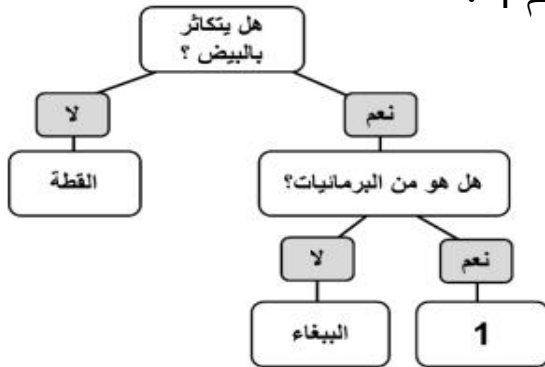 هل يتكاثر
بالبيض ؟
نعم
لا
هل هو من البرمائيات؟
القطة
نعم
لا
1
الببغاء